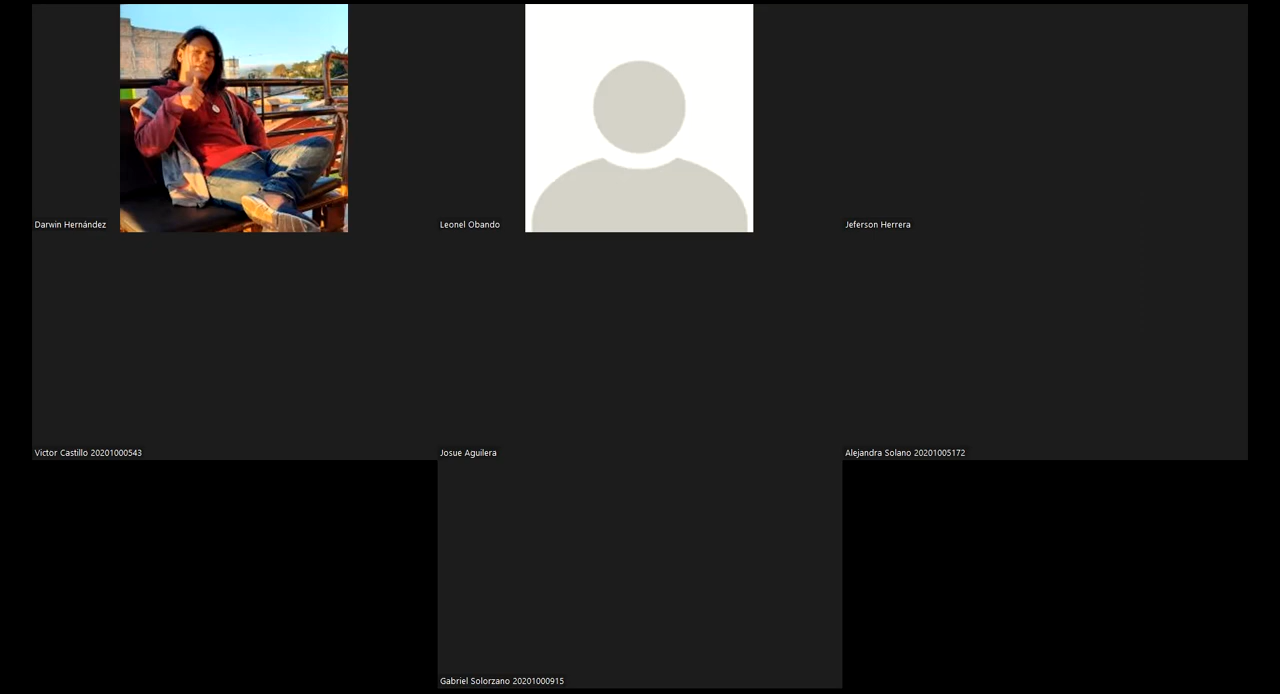 Darwin Hernández
Leonel Obando
Jeferson Herrera
Victor Castillo 20201000543
Josue Aguilera
Alejandra Solano 20201005172
Gabriel Solorzano 20201000915